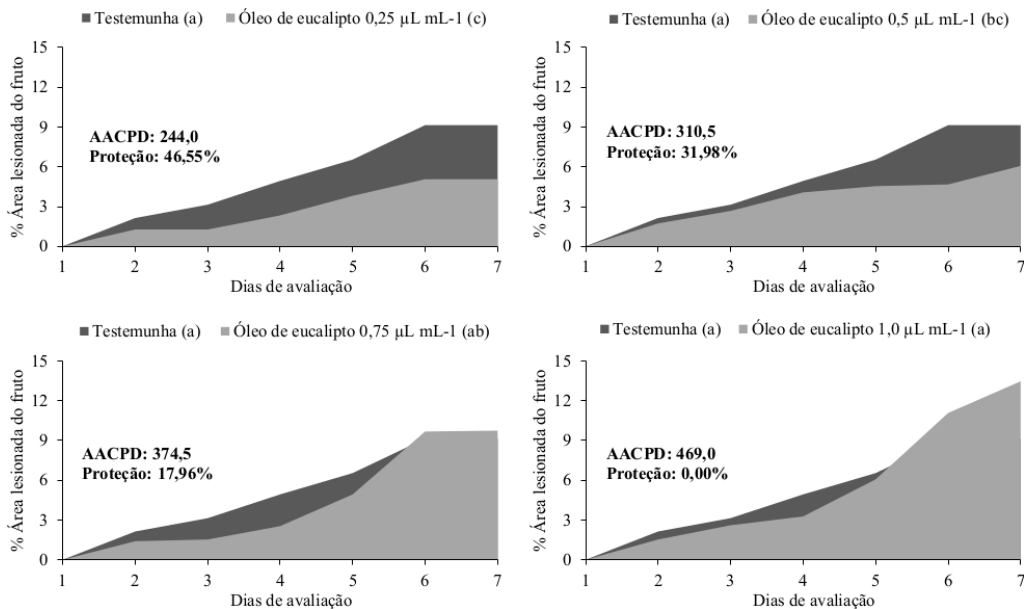 Testemunha (a) Óleo de eucalipto 0,25 µL mL-1 (c)
15
12
9
6
3
0
% Área lesionada do fruto
AACPD: 244,0
Proteção: 46,55%
1 2 3 4 5 6 7
Dias de avaliação
Testemunha (a) Óleo de eucalipto 0,5 µL mL-1 (bc)
15
12
9
6
3
0
% Área lesionada do fruto
AACPD: 310,5
Proteção: 31,98%
1 2 3 4 5 6 7
Dias de avaliação
Testemunha (a) Óleo de eucalipto 0,75 µL mL-1 (ab)
15
12
9
6
3
0
% Área lesionada do fruto
AACPD: 374,5
Proteção: 17,96%
1 2 3 4 5 6 7
Dias de avaliação
Testemunha (a) Óleo de eucalipto 1,0 µL mL-1 (a)
15
12
9
6
3
0
% Área lesionada do fruto
AACPD: 469,0
Proteção: 0,00%
1 2 3 4 5 6 7
Dias de avaliação